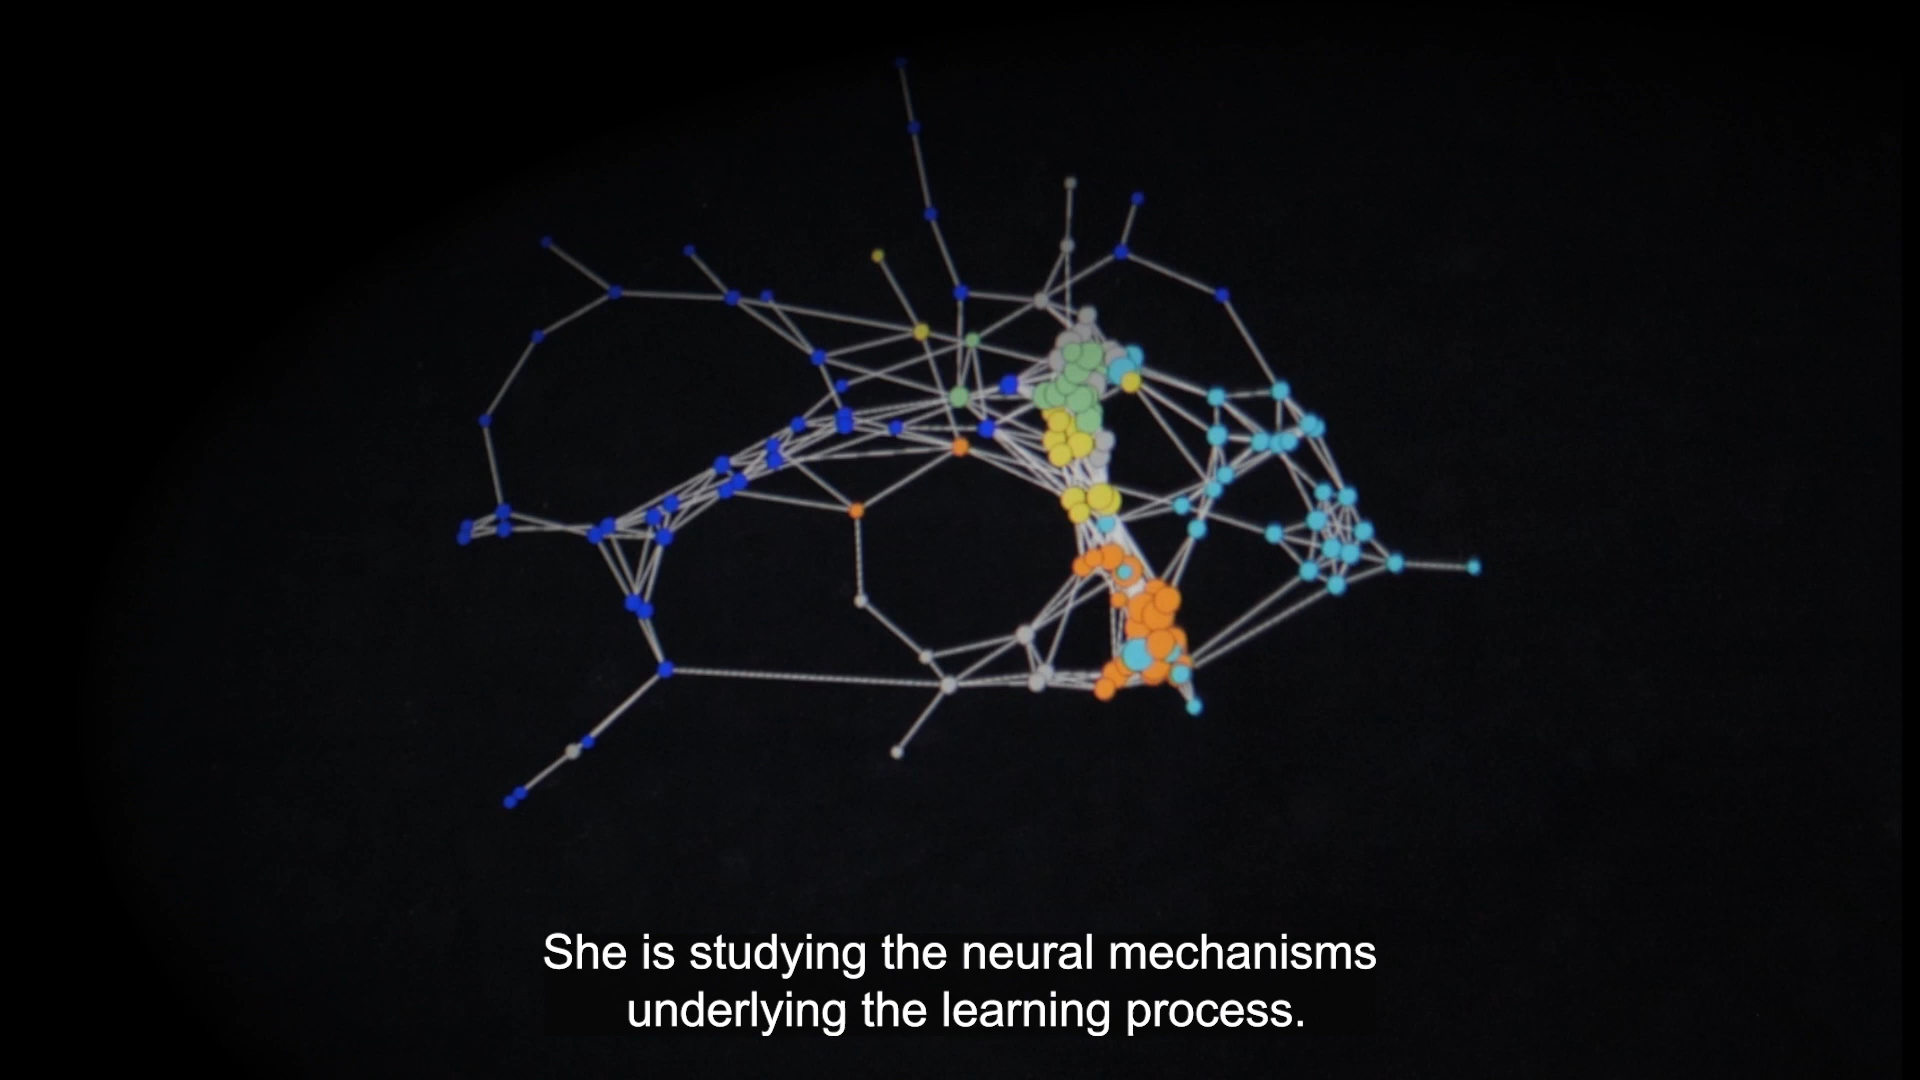 She is studying the neural mechanisms
underlying the learning process.